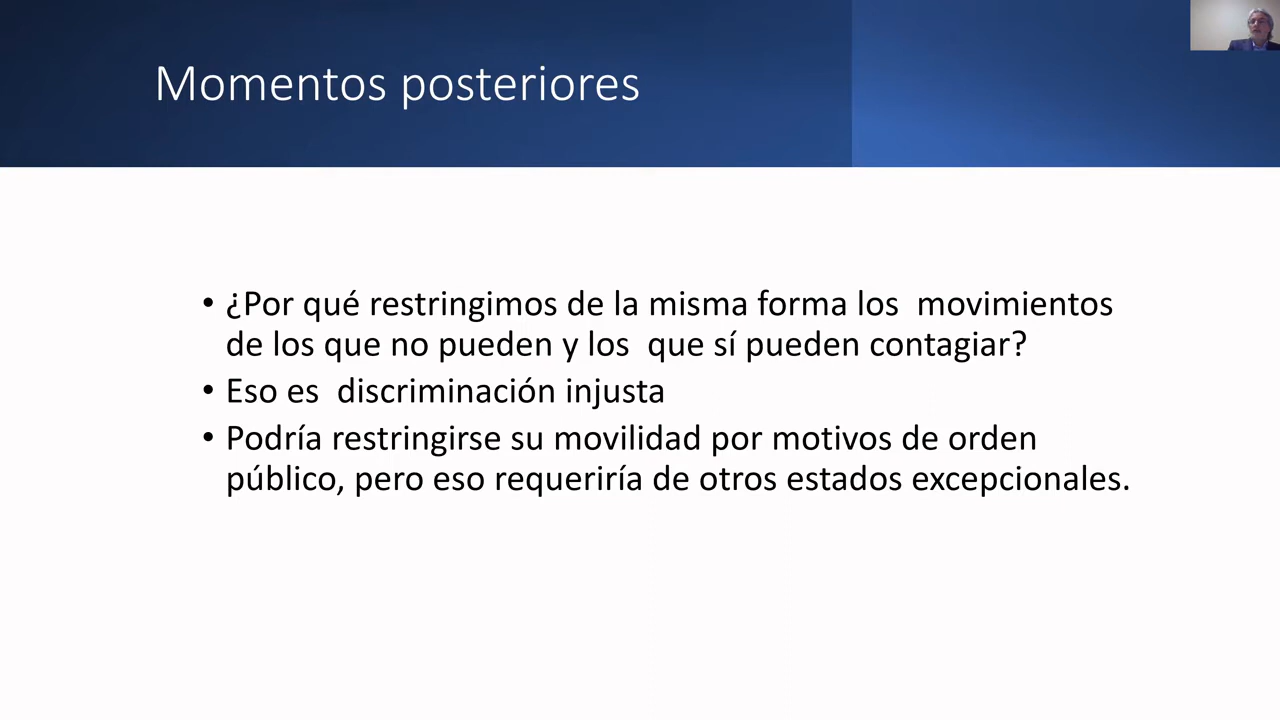 Momentos posteriores
• ¿Por qué restringimos de la misma forma los  movimientos
de los que no pueden y los  que sí pueden contagiar?
• Eso es  discriminación injusta
• Podría restringirse su movilidad por motivos de orden
público, pero eso requeriría de otros estados excepcionales.